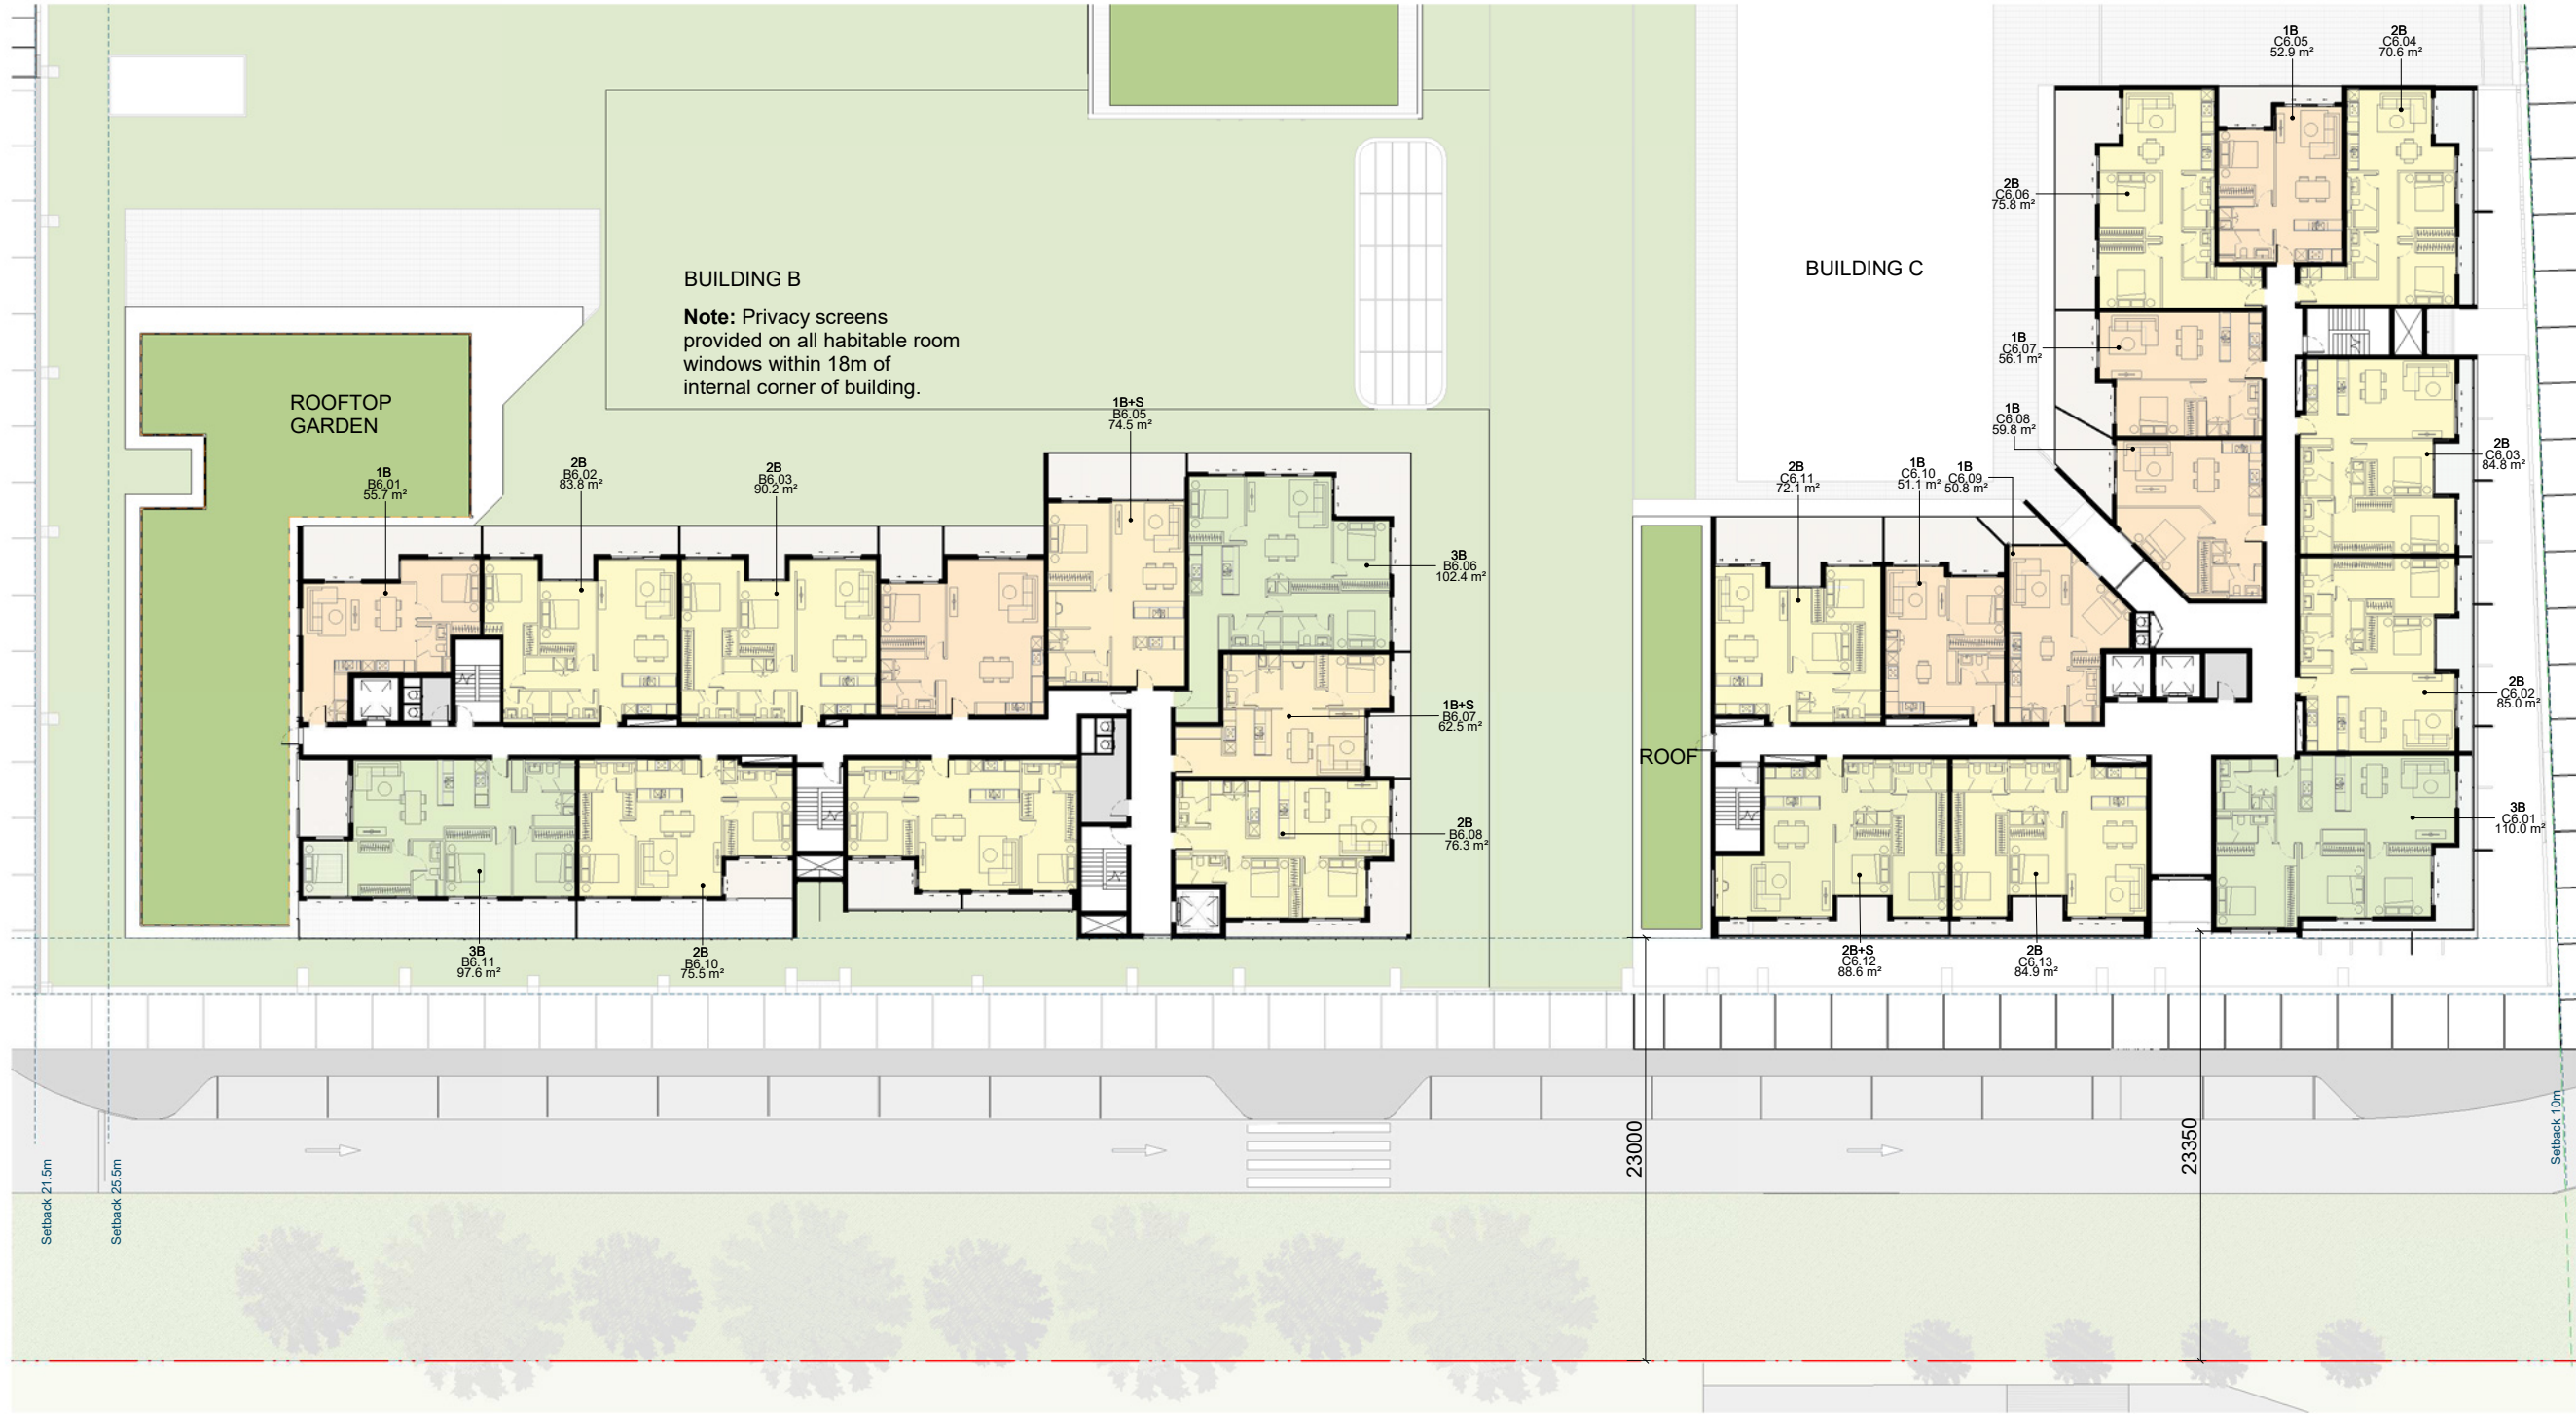 1B
C6.05
52.9 m²
2B
C6.04
70.6 m²
2B
C6.06
75.8 m²
BUILDING B
BUILDING C
Note: Privacy screens
provided on all habitable room
windows within 18m of
internal corner of building.
1B
C6.07
56.1 m²
ROOFTOP
GARDEN
1B+S
B6.05
74.5 m²
1B
C6.08
59.8 m²
2B
C6.03
84.8 m²
1B
B6.01
55.7 m²
2B
B6.02
83.8 m²
2B
B6.03
90.2 m²
2B
C6.11
72.1 m²
1B
C6.10
51.1 m²
1B
C6.09
50.8 m²
3B
B6.06
102.4 m²
1B+S
B6.07
62.5 m²
2B
C6.02
85.0 m²
ROOF
2B
B6.08
76.3 m²
3B
C6.01
110.0 m²
3B
B6.11
97.6 m²
2B
B6.10
75.5 m²
2B+S
C6.12
88.6 m²
2B
C6.13
84.9 m²
23000
23350
Setback 10m
Setback 21.5m
Setback 25.5m